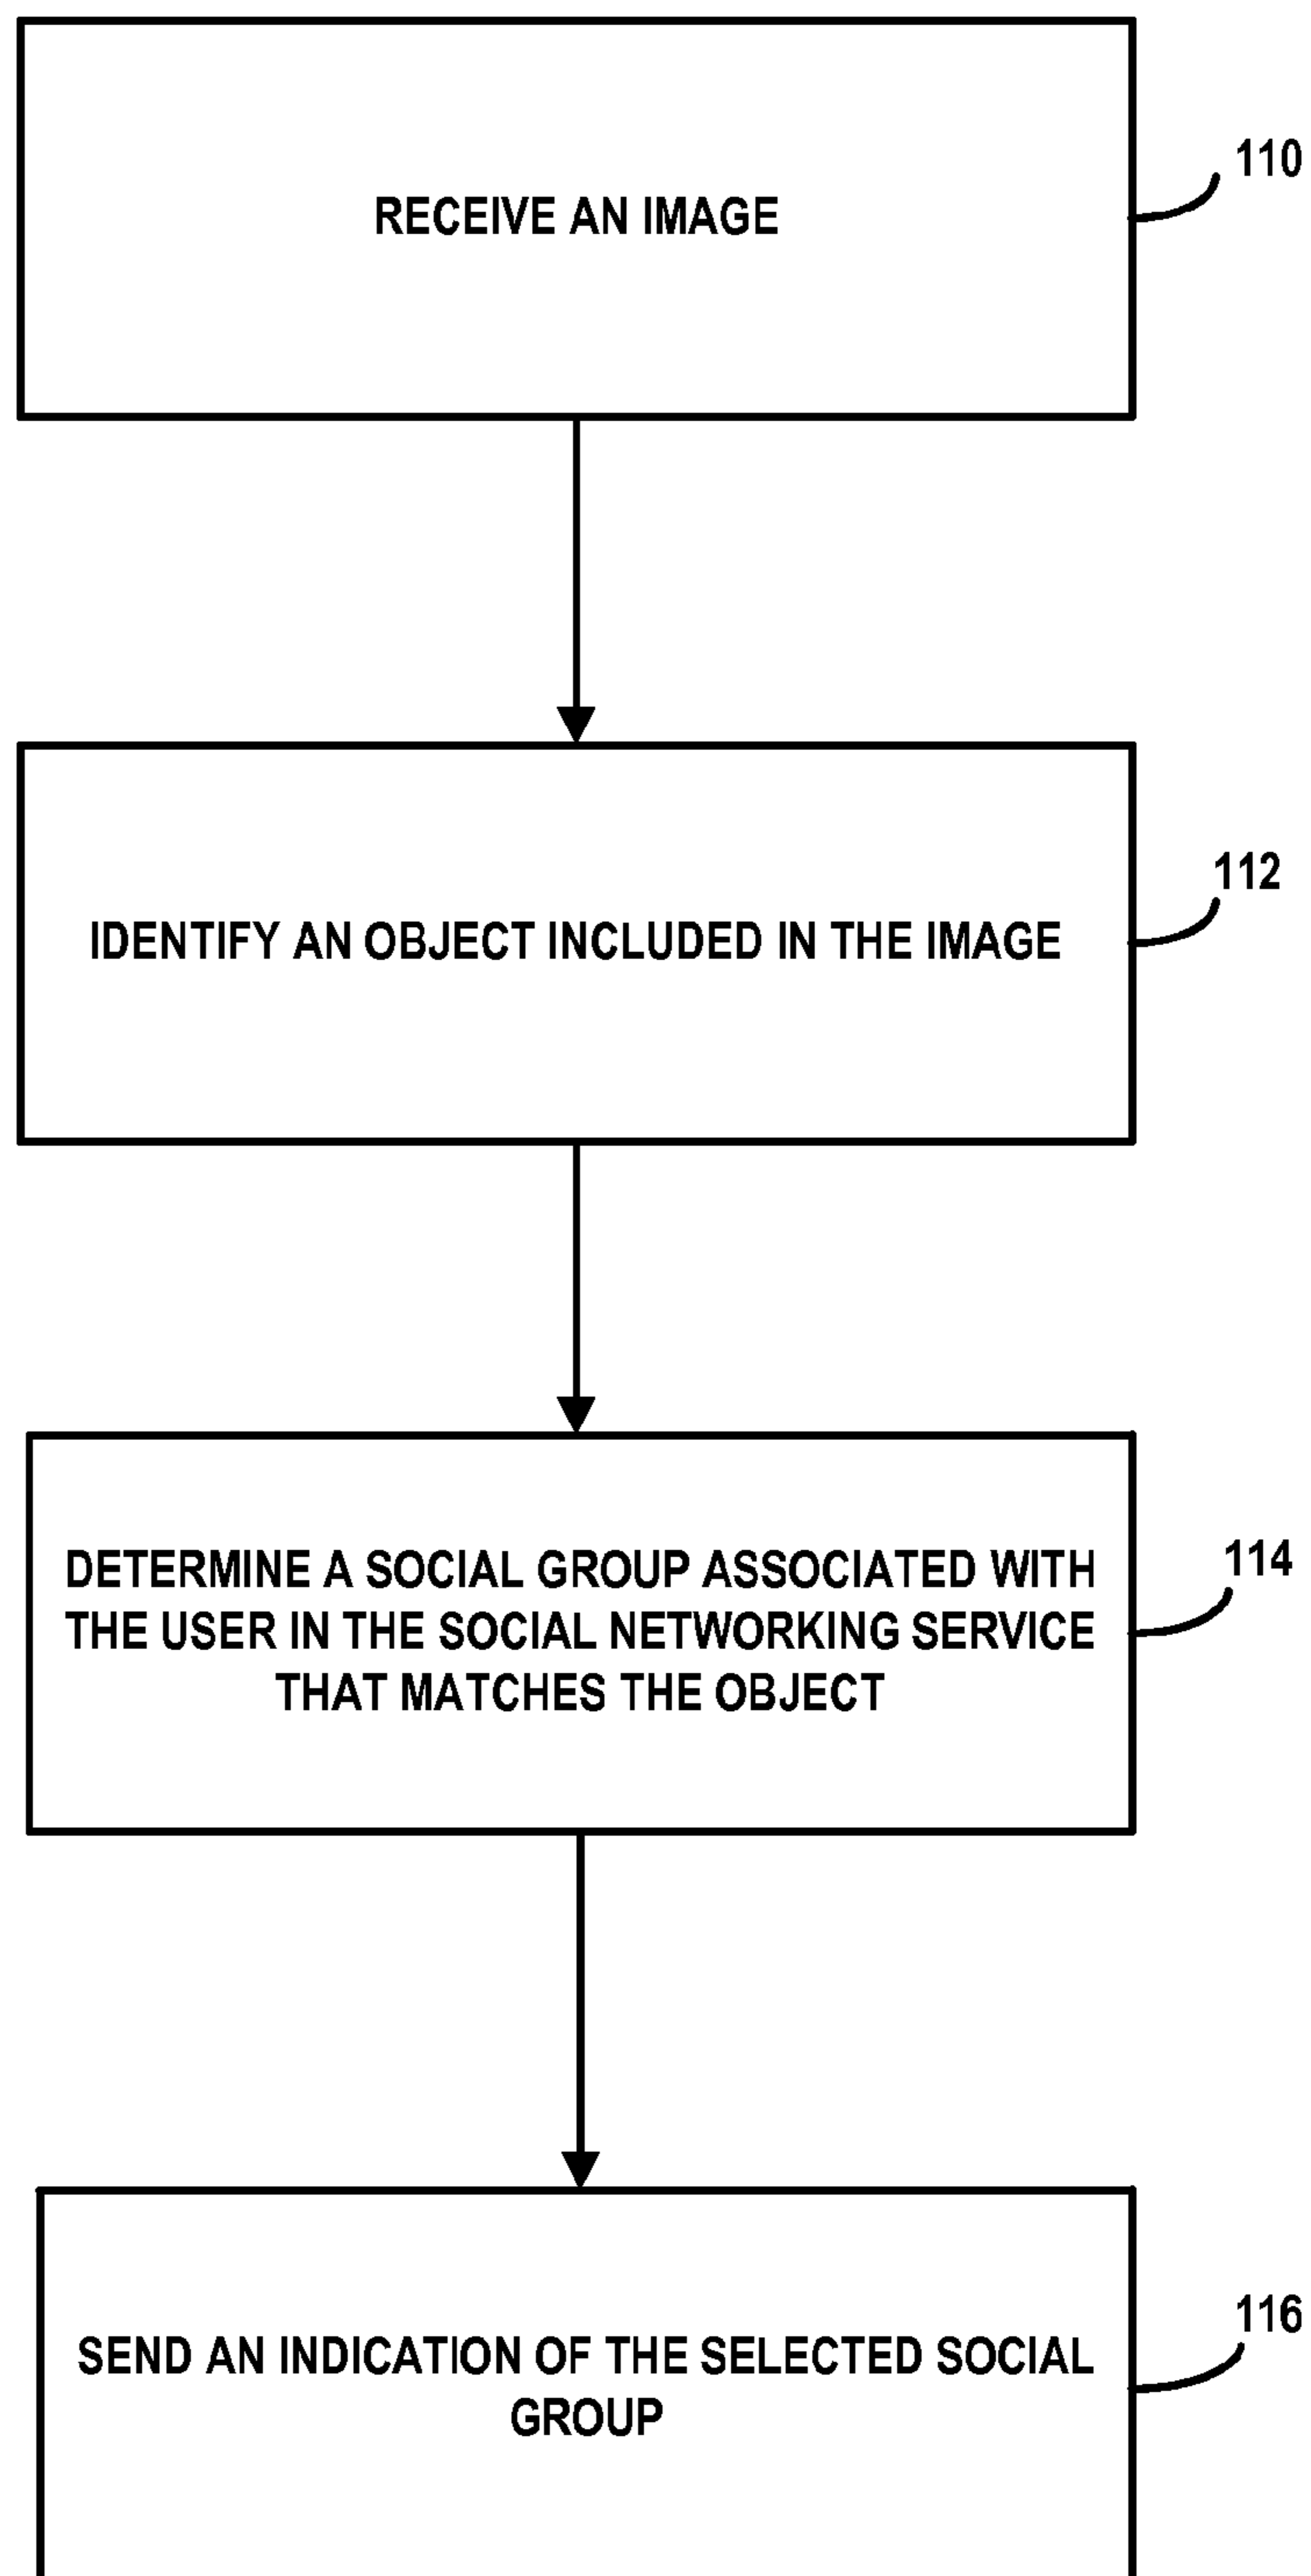 RECEIVE AN IMAGE
110
IDENTIFY AN OBJECT INCLUDED IN THE IMAGE
112
DETERMINE A SOCIAL GROUP ASSOCIATED WITH
THE USER IN THE SOCIAL NETWORKING SERVICE
THAT MATCHES THE OBJECT
114
SEND AN INDICATION OF THE SELECTED SOCIAL
GROUP
116